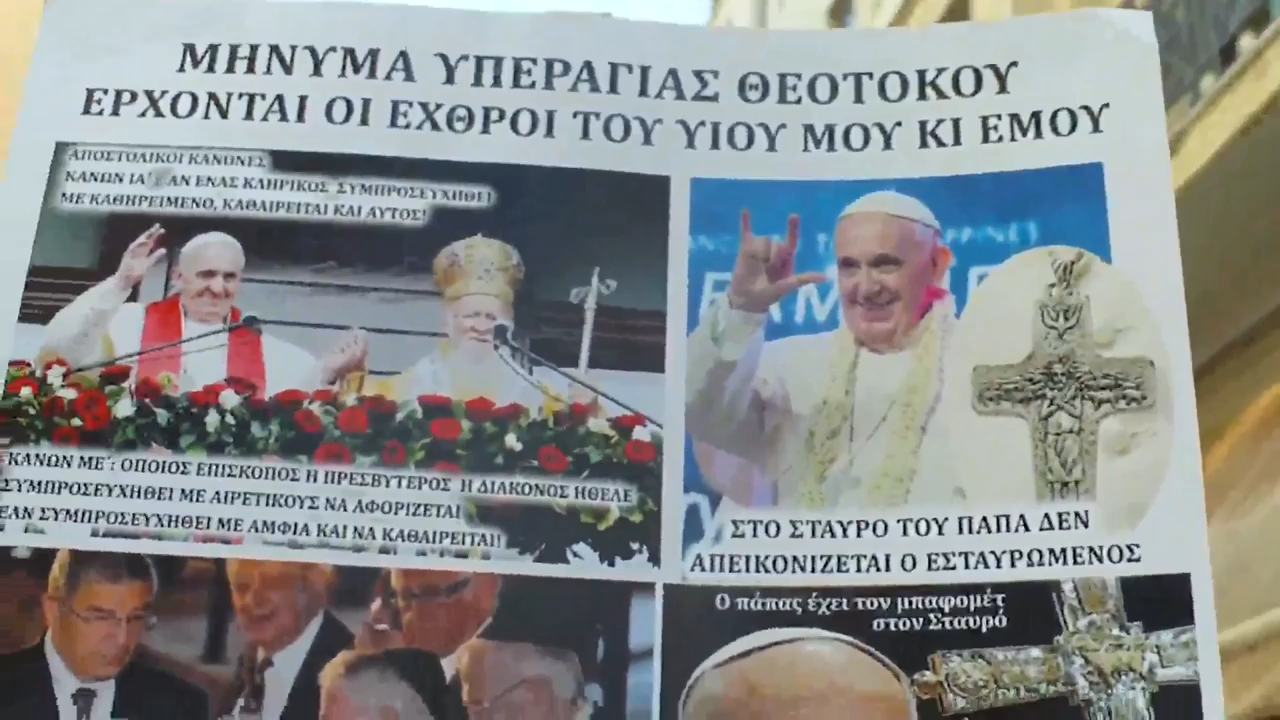 ΜΗΝΥΜΑ ΥΠΕΡΑΓΙΑΣ ΘΕΟΤΟΚΟΥ
ΕΡΧΟΝΤΑΙ ΟΙ ΕΧΘΡΟΙ ΤΟΥ ΥΙΟΥ ΜΟΥ ΚΙ ΕΜΟΥ
ΑΠΟΣΤΟΛΙΚΟΙ ΚΑΝΩΝΕΣ
ΚΑΝΩΝ ΙΑ΄: ΑΝ ΕΝΑΣ ΚΛΗΡΙΚΟΣ ΣΥΜΠΡΟΣΕΥΧΗΘΕΙ
ΜΕ ΚΑΘΗΡΕΙΜΕΝΟ, ΚΑΘΑΙΡΕΙΤΑΙ ΚΑΙ ΑΥΤΟΣ!
ΚΑΝΩΝ ΜΕ΄: ΟΠΟΙΟΣ ΕΠΙΣΚΟΠΟΣ Η ΠΡΕΣΒΥΤΕΡΟΣ Η ΔΙΑΚΟΝΟΣ ΗΘΕΛΕ
ΣΥΜΠΡΟΣΕΥΧΗΘΕΙ ΜΕ ΑΙΡΕΤΙΚΟΥΣ ΝΑ ΑΦΟΡΙΖΕΤΑΙ
ΕΑΝ ΣΥΜΠΡΟΣΕΥΧΗΘΕΙ ΜΕ ΑΜΦΙΑ ΚΑΙ ΝΑ ΚΑΘΑΙΡΕΙΤΑΙ!
ΣΤΟ ΣΤΑΥΡΟ ΤΟΥ ΠΑΠΑ ΔΕΝ
ΑΠΕΙΚΟΝΙΖΕΤΑΙ Ο ΕΣΤΑΥΡΩΜΕΝΟΣ
Ο πάπας έχει τον μπαφομέτ
στον Σταυρό